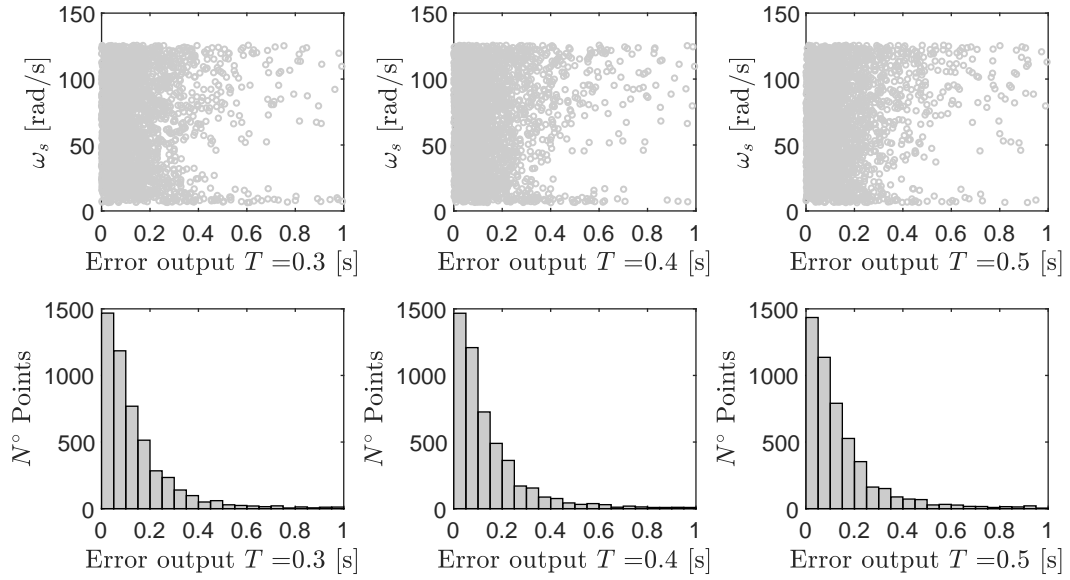 150
100
50
0
ωs [rad/s]
0 0.2 0.4 0.6 0.8 1
Error output T =0.3 [s]
150
100
50
0
ωs [rad/s]
0 0.2 0.4 0.6 0.8 1
Error output T =0.4 [s]
150
100
50
0
ωs [rad/s]
0 0.2 0.4 0.6 0.8 1
Error output T =0.5 [s]
1500
1000
500
0
N° Points
0 0.2 0.4 0.6 0.8 1
Error output T =0.3 [s]
1500
1000
500
0
N° Points
0 0.2 0.4 0.6 0.8 1
Error output T =0.4 [s]
1500
1000
500
0
N° Points
0 0.2 0.4 0.6 0.8 1
Error output T =0.5 [s]